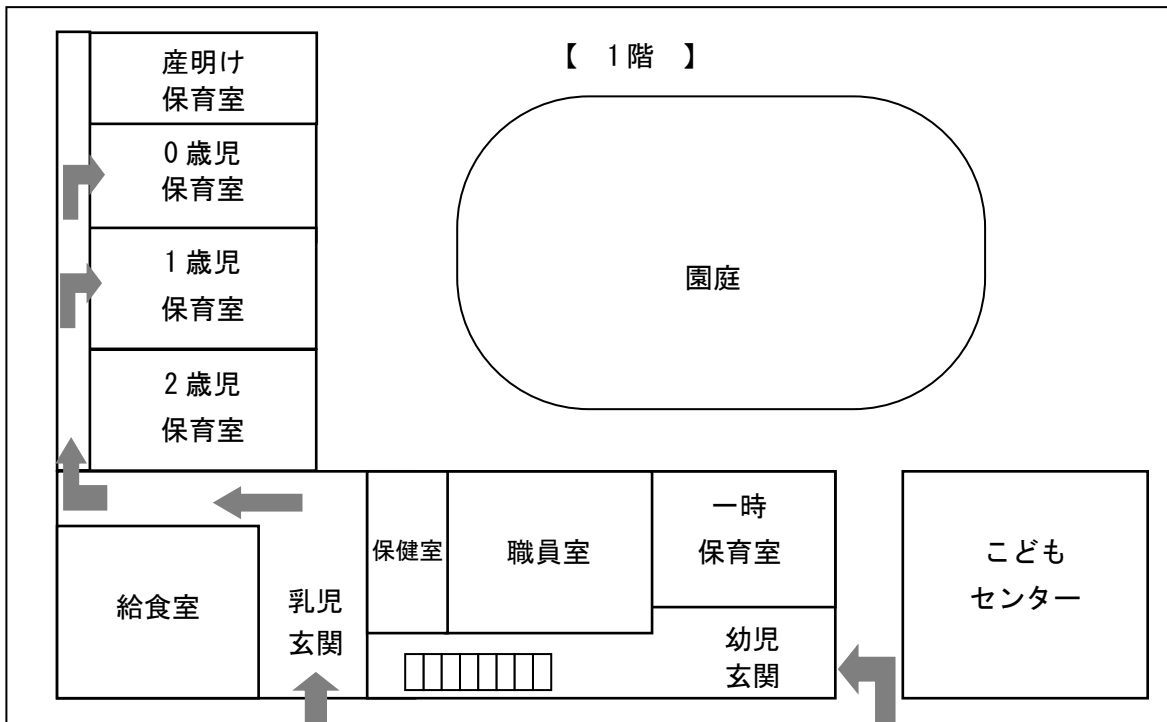 【 1階 】
産明け
保育室
0歳児
保育室
1歳児
保育室
園庭
2歳児
保育室
一時
保育室
保健室
職員室
こども
センター
給食室
乳児
玄関
幼児
玄関